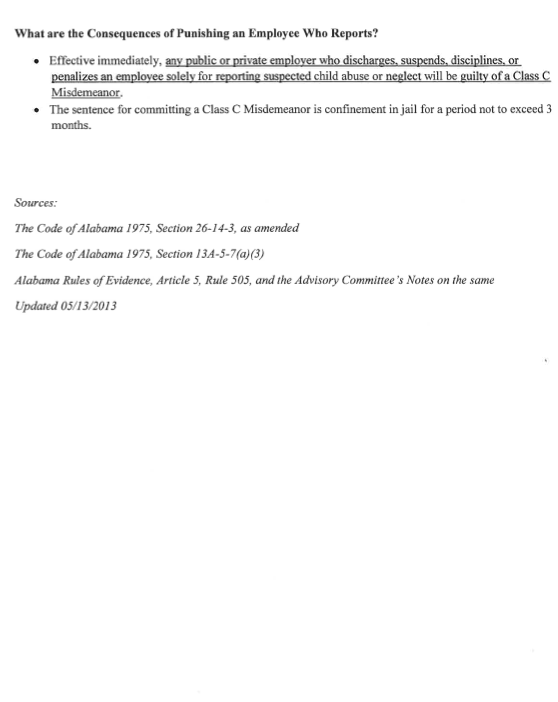 What are the Consequences of Punishing an Employee Who Reports?
• Effective immediately, any public or private employer who discharges, suspends, disciplines, or
penalizes an employee solely for reporting suspected child abuse or neglect will be guilty of a Class C
Misdemeanor.
• The sentence for committing a Class C Misdemeanor is confinement in jail for a period not to exceed 3
months.
Sources:
The Code of Alabama 1975, Section 26-14-3, as amended
The Code of Alabama 1975, Section 13A-5-7(a)(3)
Alabama Rules of Evidence, Article 5, Rule 505, and the Advisory Committee's Notes on the same
Updated 05/13/2013